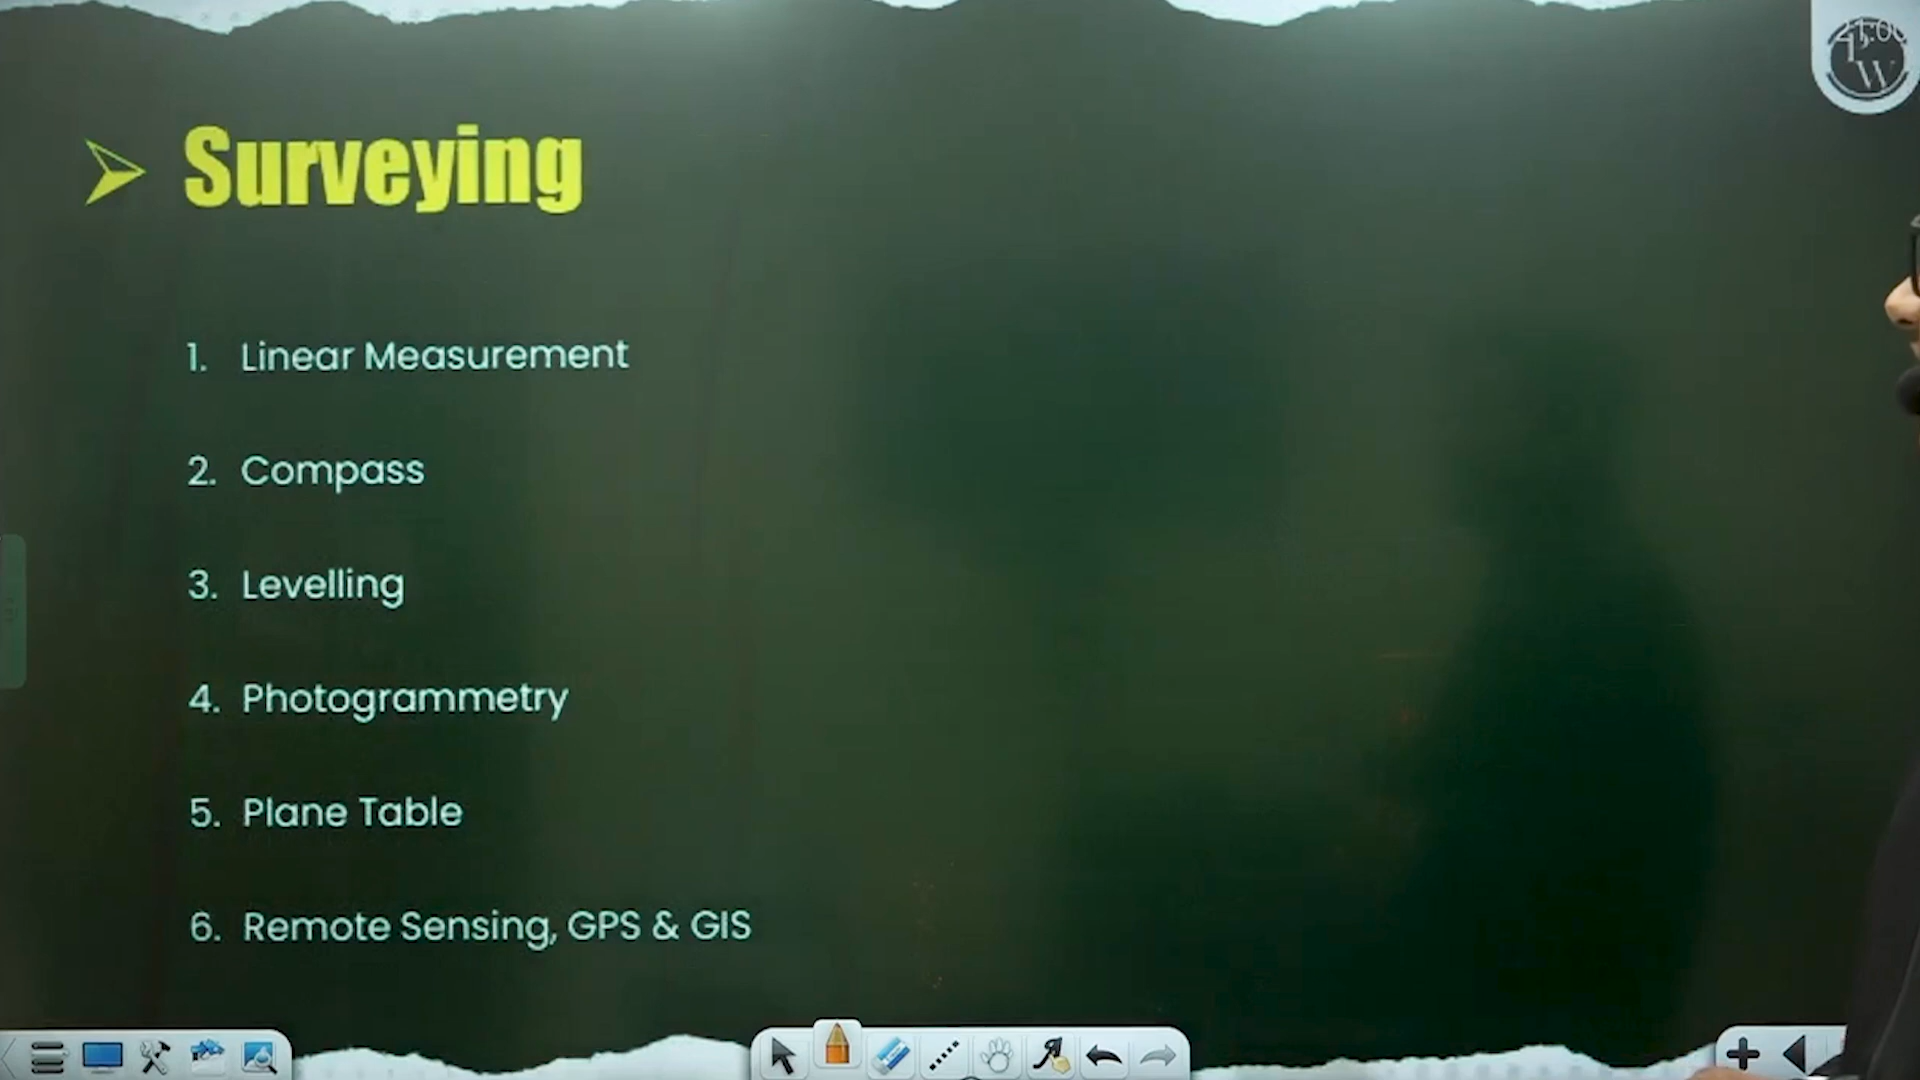 Surveying
1. Linear Measurement
2. Compass
3. Levelling
4. Photogrammetry
5. Plane Table
6. Remote Sensing, GPS & GIS